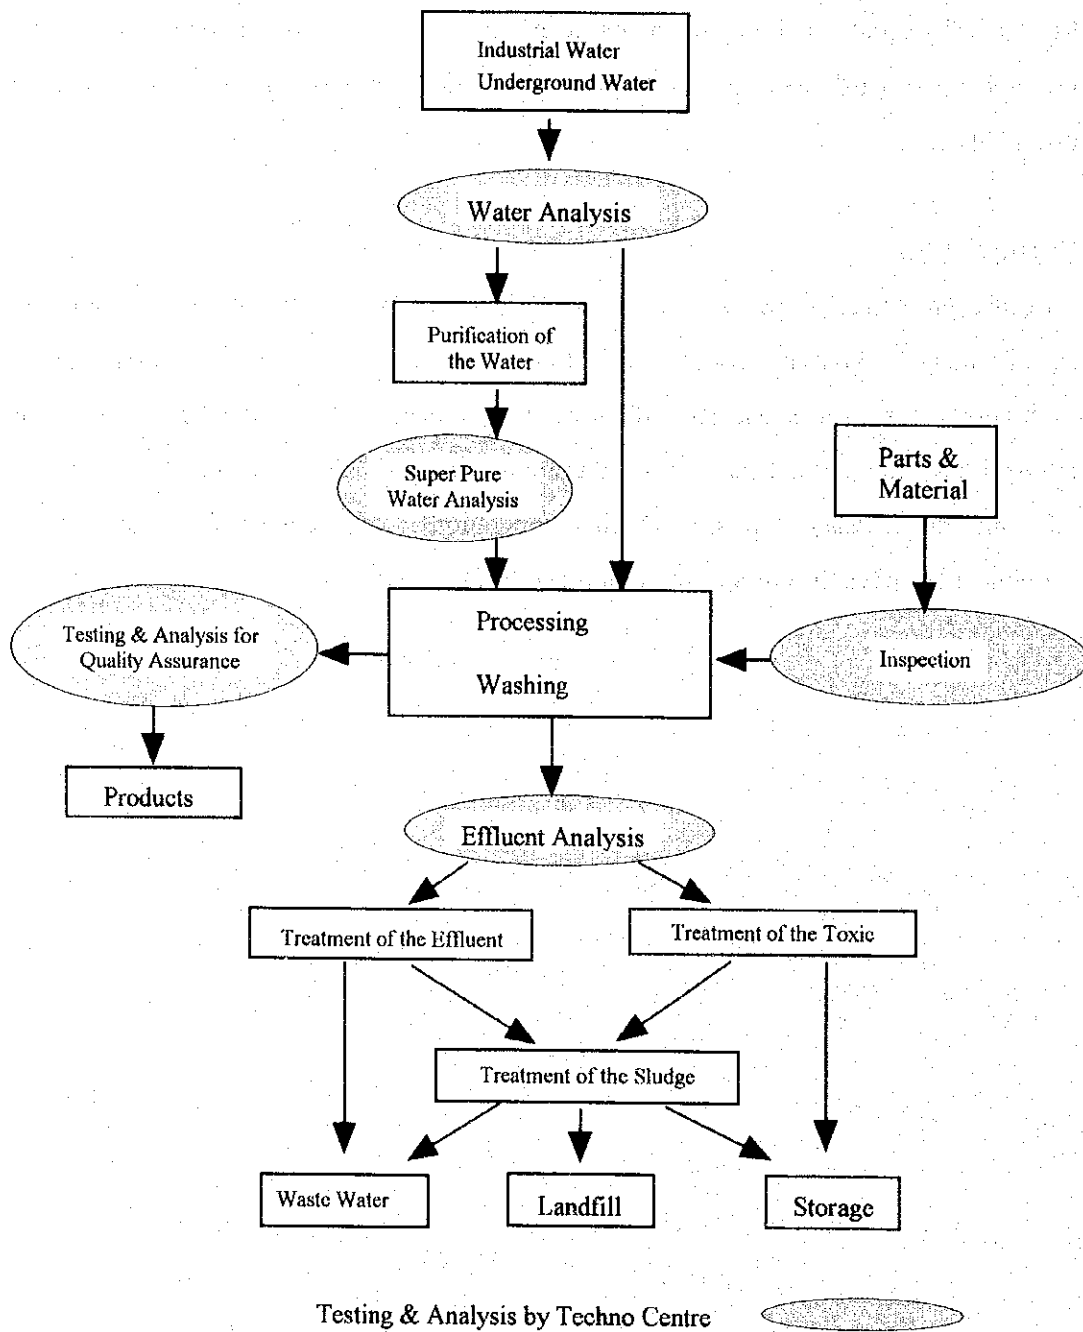 Industrial Water
Underground Water
Water Analysis
Purification of
the Water
Super Pure
Water Analysis
Parts &
Material
Processing
Washing
Testing & Analysis for
Quality Assurance
Inspection
Products
Effluent Analysis
Treatment of the Effluent
Treatment of the Toxic
Treatment of the Sludge
Waste Water
Landfill
Storage
Testing & Analysis by Techno Centre